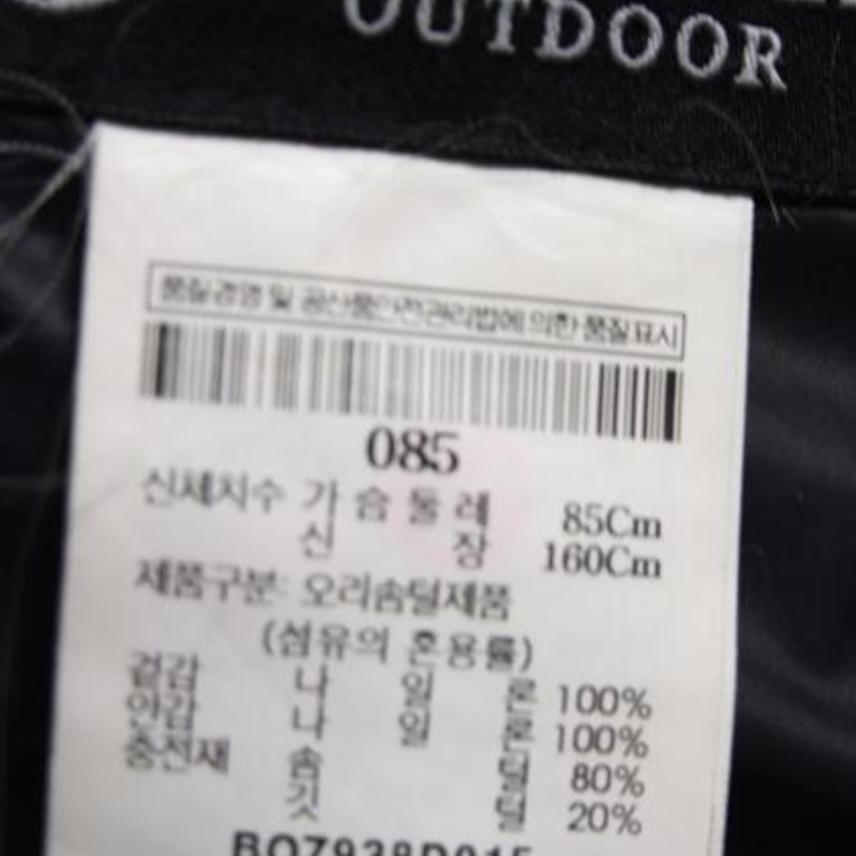 OUTDOOR
품질경영 및 공산품안전관리법에 의한 품질표시
085
신체치수 가 슴 둘 레 85Cm
신 장 160Cm
제품구분: 오리솜털제품
(섬유의 혼용률)
겉감 나 일 론 100%
안감 나 일 론 100%
충전재 솜 털 80%
깃 털 20%